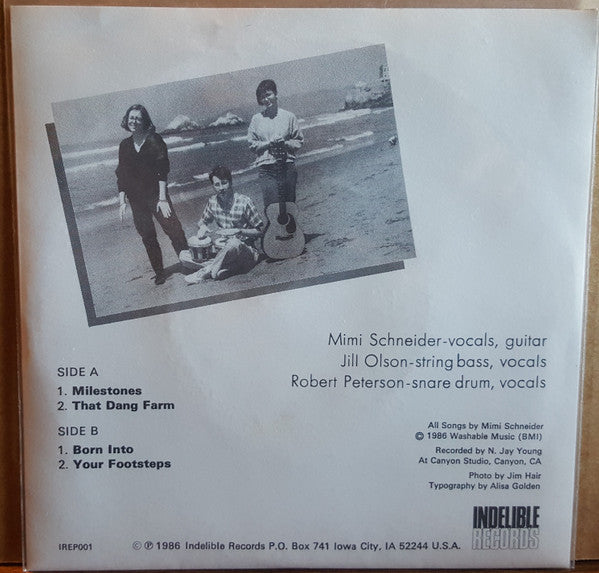 Mimi Schneider-vocals, guitar
Jill Olson-string bass, vocals
Robert Peterson-snare drum, vocals
SIDE A
1. Milestones
2. That Dang Farm
SIDE B
1. Born Into
2. Your Footsteps
All Songs by Mimi Schneider
© 1986 Washable Music (BMI)
Recorded by N. Jay Young
At Canyon Studio, Canyon, CA
Photo by Jim Hair
Typography by Alisa Golden
INDELIBLE
RECORDS
IREP001
© ℗ 1986 Indelible Records P.O. Box 741 Iowa City, IA 52244 U.S.A.